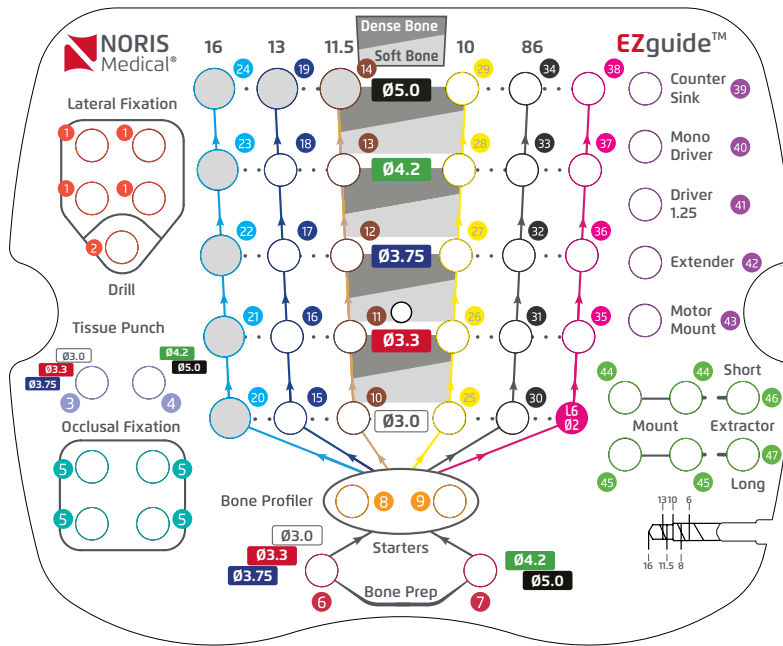 NORIS
Medical®
Dense Bone
Soft Bone
EZguide™
16 13 11.5 10 86
24 19 14 29 34 38
Ø5.0
Counter
Sink 39
Lateral Fixation
1 1
1 1
2
Drill
23 18 13 28 33 37
Ø4.2
Mono
Driver 40
Driver
1.25 41
22 17 12 27 32 36
Ø3.75
Extender 42
21 16 11 26 31 35
Ø3.3
Motor
Mount 43
Tissue Punch
Ø3.0
Ø3.3
Ø3.75
3
Ø4.2
Ø5.0
4
20 15 10 25 30
Ø3.0
L6
Ø2
44 44 Short
46
Mount Extractor
45 45 47
Long
Occlusal Fixation
5 5
5 5
Bone Profiler 8 9
Starters
Ø3.0
Ø3.3
Ø3.75
6
Bone Prep
Ø4.2
Ø5.0
7
13 10 6
16 11.5 8